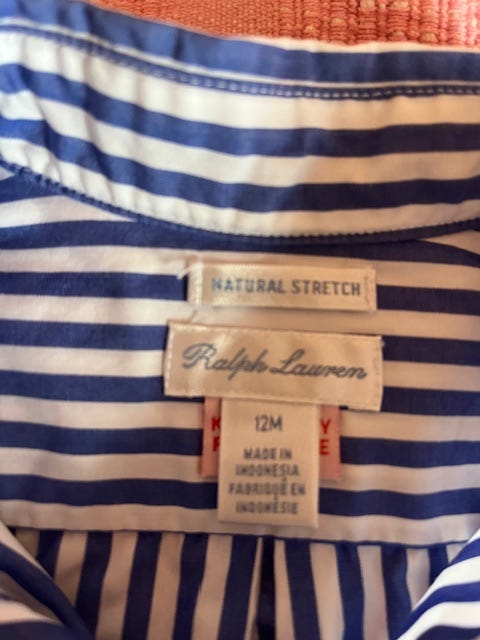 NATURAL STRETCH
Ralph Lauren
12M
MADE IN
INDONESIA
FABRIQUÉ EN
INDONÉSIE